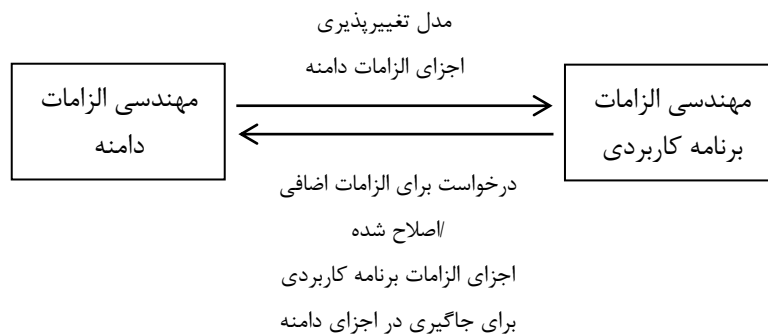 مدل تغییرپذیری
اجزای الزامات دامنه
مهندسی الزامات
برنامه کاربردی
مهندسی الزامات
دامنه
درخواست برای الزامات اضافی
/اصلاح شده
اجزای الزامات برنامه کاربردی
برای جاگیری در اجزای دامنه